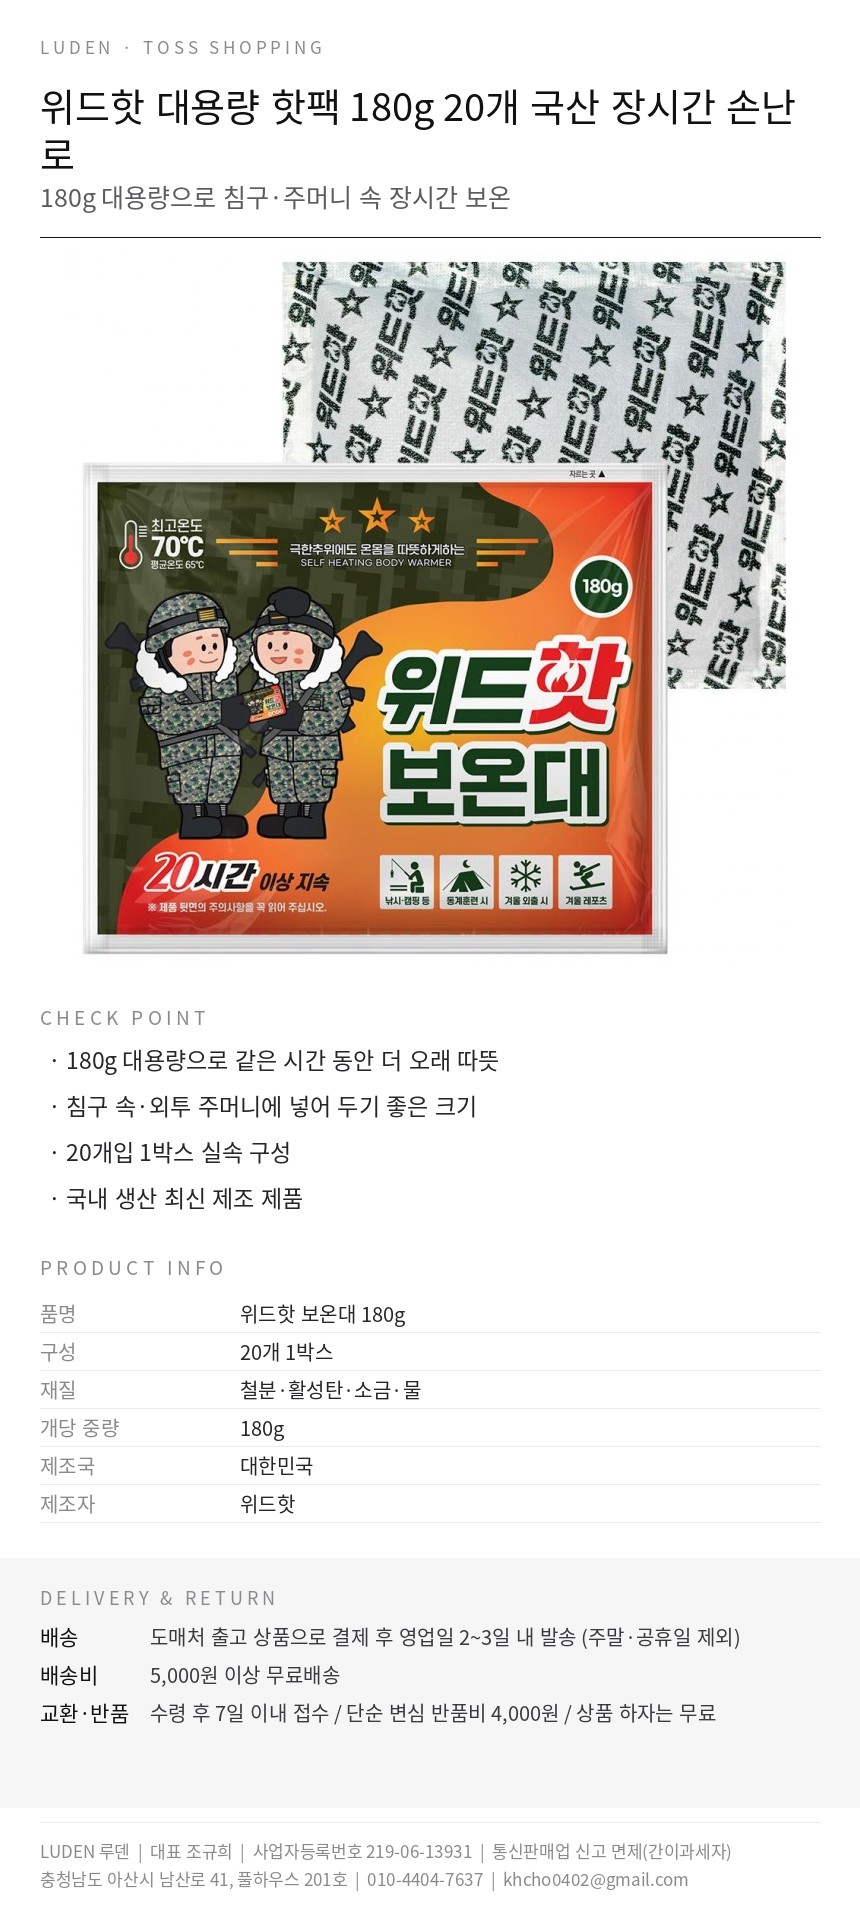 LUDEN · TOSS SHOPPING
위드핫 대용량 핫팩 180g 20개 국산 장시간 손난
로
180g 대용량으로 침구·주머니 속 장시간 보온
위드핫
자르는 곳 ▲
최고온도
70℃
평균온도 65℃
극한추위에도 온몸을 따뜻하게하는
SELF HEATING BODY WARMER
180g
위드핫
보온대
20시간 이상 지속
※ 제품 뒷면의 주의사항을 꼭 읽어 주십시오.
낚시·캠핑 등
동계훈련 시
겨울 외출 시
겨울 레포츠
CHECK POINT
· 180g 대용량으로 같은 시간 동안 더 오래 따뜻
· 침구 속·외투 주머니에 넣어 두기 좋은 크기
· 20개입 1박스 실속 구성
· 국내 생산 최신 제조 제품
PRODUCT INFO
품명 위드핫 보온대 180g
구성 20개 1박스
재질 철분·활성탄·소금·물
개당 중량 180g
제조국 대한민국
제조자 위드핫
DELIVERY & RETURN
배송 도매처 출고 상품으로 결제 후 영업일 2~3일 내 발송 (주말·공휴일 제외)
배송비 5,000원 이상 무료배송
교환·반품 수령 후 7일 이내 접수 / 단순 변심 반품비 4,000원 / 상품 하자는 무료
LUDEN 루덴 | 대표 조규희 | 사업자등록번호 219-06-13931 | 통신판매업 신고 면제(간이과세자)
충청남도 아산시 남산로 41, 풀하우스 201호 | 010-4404-7637 | khcho0402@gmail.com